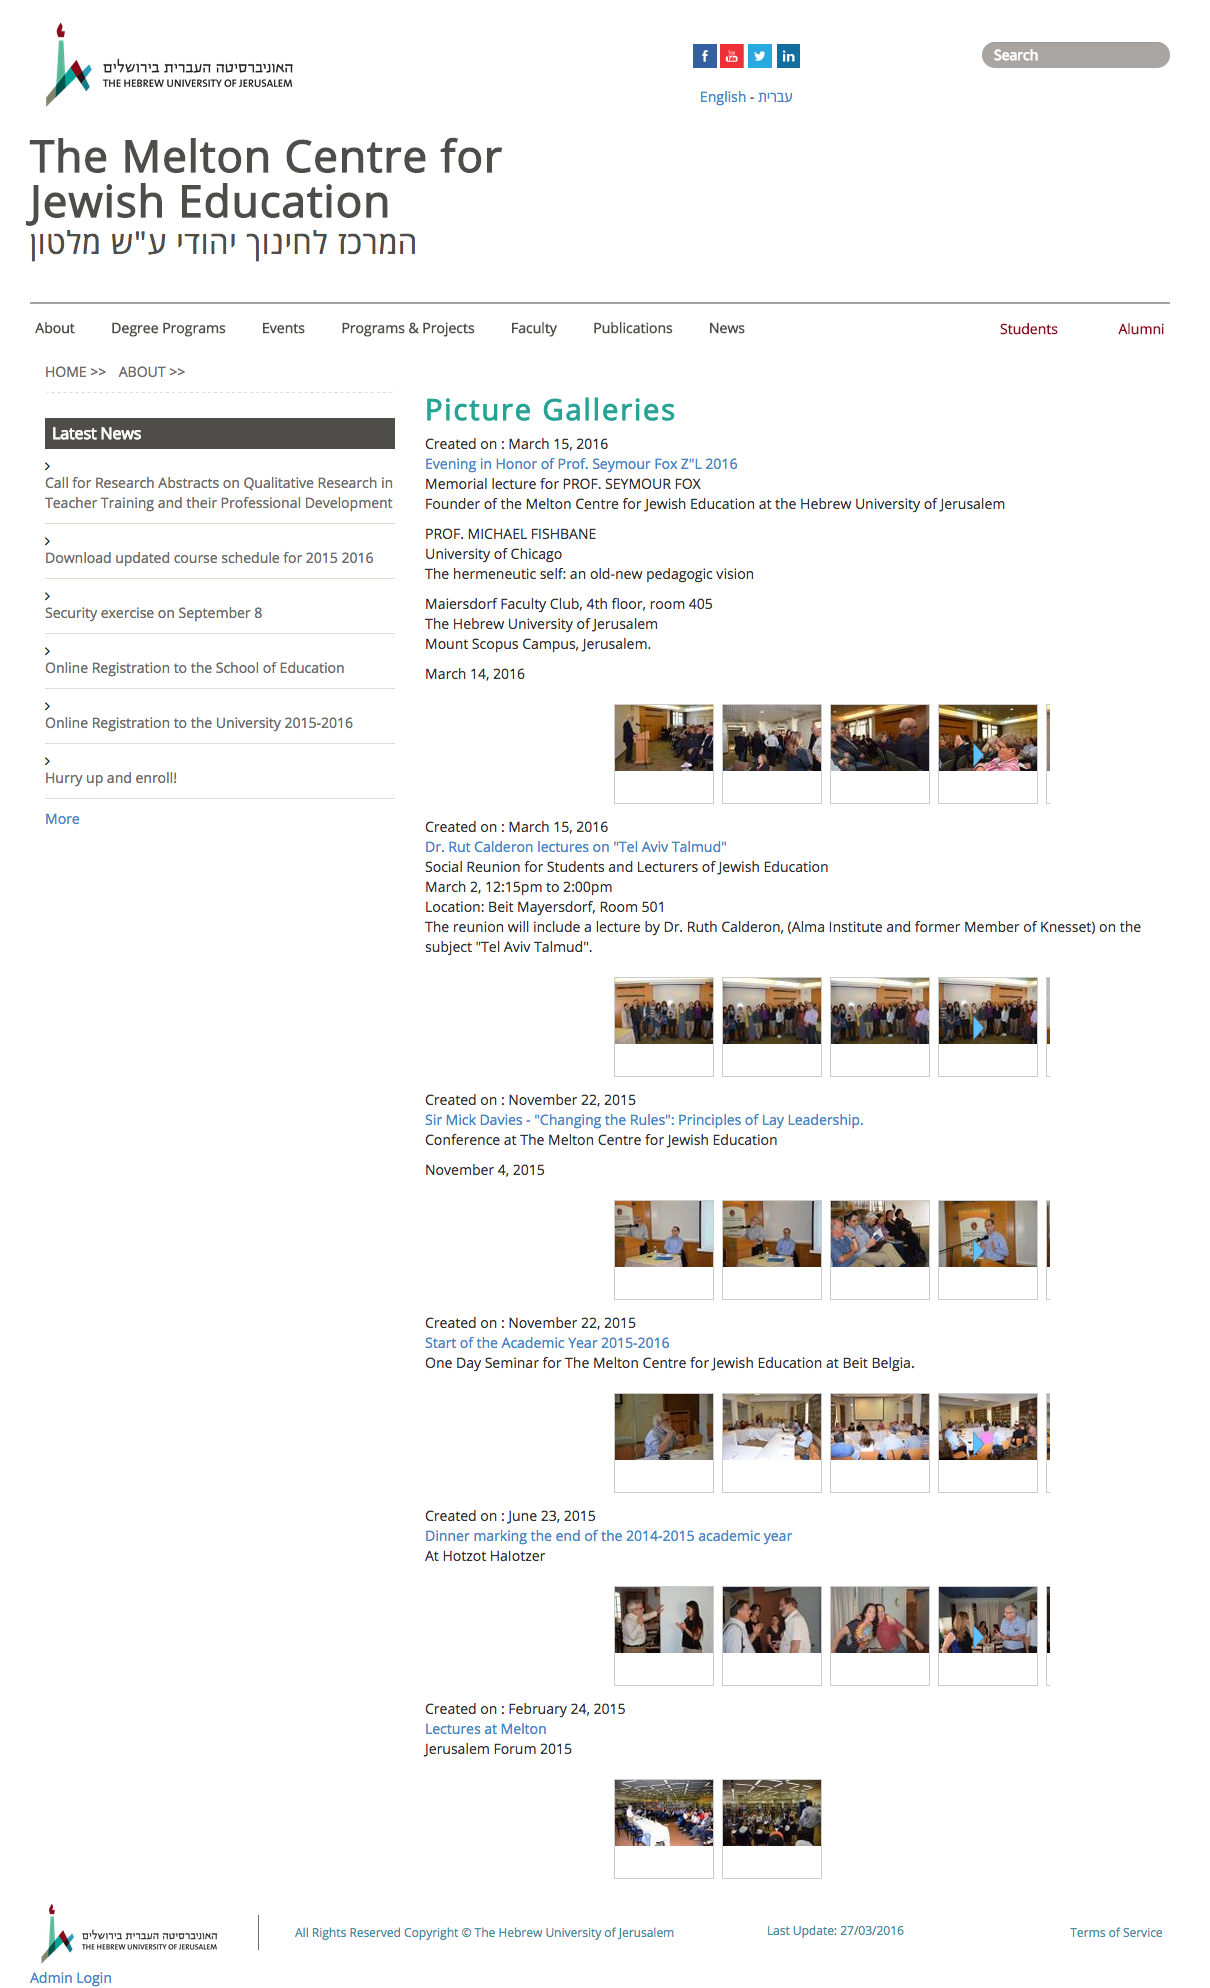 האוניברסיטה העברית בירושלים
THE HEBREW UNIVERSITY OF JERUSALEM
Search
English - עברית
The Melton Centre for
Jewish Education
המרכז לחינוך יהודי ע"ש מלטון
About Degree Programs Events Programs & Projects Faculty Publications News Students Alumni
HOME >> ABOUT >>
Latest News
Call for Research Abstracts on Qualitative Research in
Teacher Training and their Professional Development
Download updated course schedule for 2015 2016
Security exercise on September 8
Online Registration to the School of Education
Online Registration to the University 2015-2016
Hurry up and enroll!
More
Picture Galleries
Created on : March 15, 2016
Evening in Honor of Prof. Seymour Fox Z"L 2016
Memorial lecture for PROF. SEYMOUR FOX
Founder of the Melton Centre for Jewish Education at the Hebrew University of Jerusalem
PROF. MICHAEL FISHBANE
University of Chicago
The hermeneutic self: an old-new pedagogic vision
Maiersdorf Faculty Club, 4th floor, room 405
The Hebrew University of Jerusalem
Mount Scopus Campus, Jerusalem.
March 14, 2016
Created on : March 15, 2016
Dr. Rut Calderon lectures on "Tel Aviv Talmud"
Social Reunion for Students and Lecturers of Jewish Education
March 2, 12:15pm to 2:00pm
Location: Beit Mayersdorf, Room 501
The reunion will include a lecture by Dr. Ruth Calderon, (Alma Institute and former Member of Knesset) on the
subject "Tel Aviv Talmud".
Created on : November 22, 2015
Sir Mick Davies - "Changing the Rules": Principles of Lay Leadership.
Conference at The Melton Centre for Jewish Education
November 4, 2015
Created on : November 22, 2015
Start of the Academic Year 2015-2016
One Day Seminar for The Melton Centre for Jewish Education at Beit Belgia.
Created on : June 23, 2015
Dinner marking the end of the 2014-2015 academic year
At Hotzot HaIotzer
Created on : February 24, 2015
Lectures at Melton
Jerusalem Forum 2015
האוניברסיטה העברית בירושלים
THE HEBREW UNIVERSITY OF JERUSALEM
All Rights Reserved Copyright © The Hebrew University of Jerusalem
Last Update: 27/03/2016
Terms of Service
Admin Login